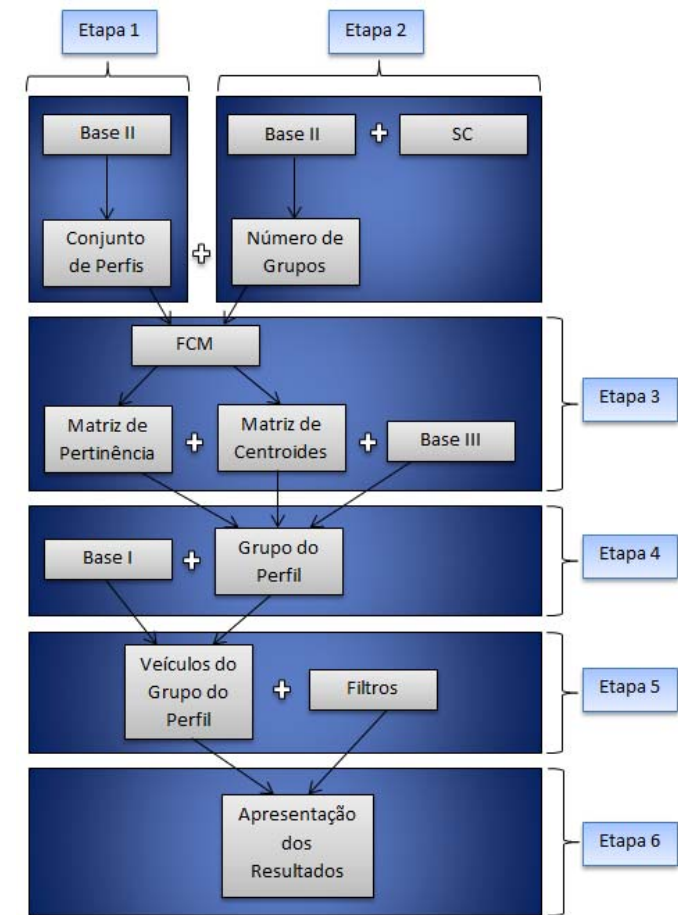 Etapa 1
Etapa 2
Base II
Base II
SC
Conjunto
de Perfis
Número de
Grupos
FCM
Matriz de
Pertinência
Matriz de
Centroides
Base III
Etapa 3
Base I
Grupo do
Perfil
Etapa 4
Veículos do
Grupo do
Perfil
Filtros
Etapa 5
Apresentação
dos
Resultados
Etapa 6